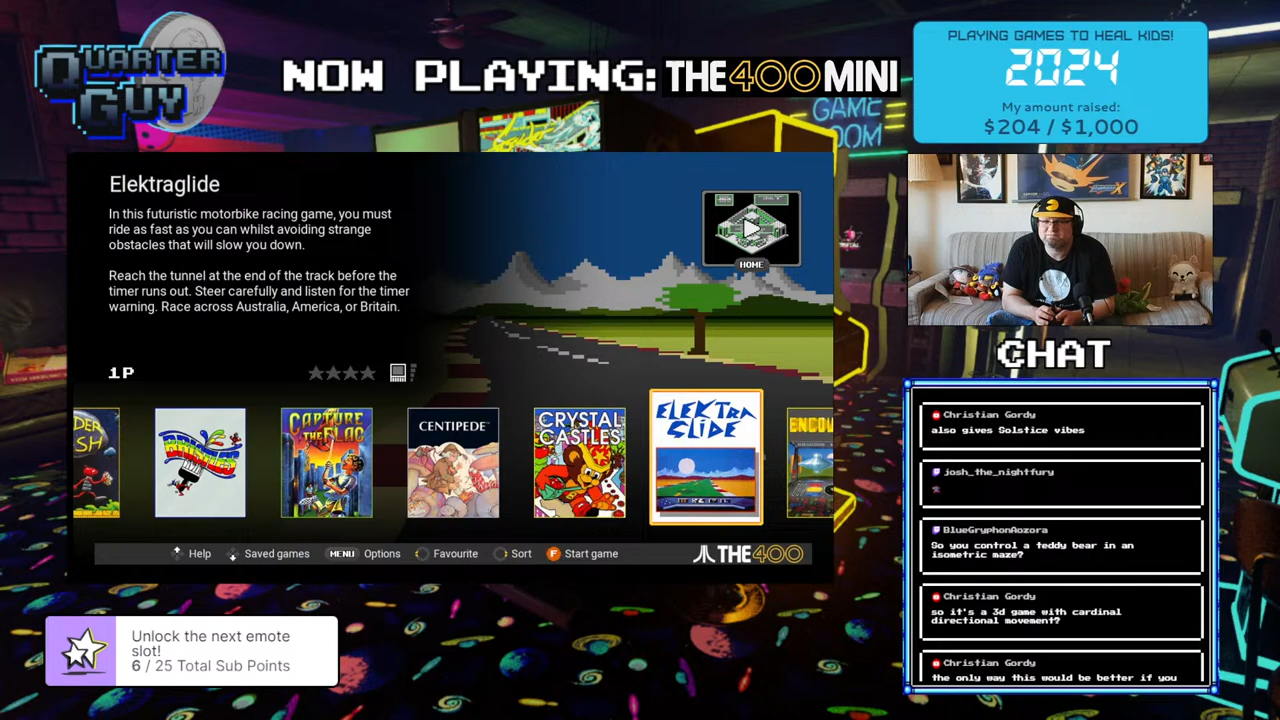 QUARTER
GUY
NOW PLAYING: THE400MINI
GAME
PLAYING GAMES TO HEAL KIDS!
2024
My amount raised:
$204 / $1,000
Elektraglide
In this futuristic motorbike racing game, you must
ride as fast as you can whilst avoiding strange
obstacles that will slow you down.
Reach the tunnel at the end of the track before the
timer runs out. Steer carefully and listen for the timer
warning. Race across Australia, America, or Britain.
HOME
1P
BRISTLES
CAPTURE
THE FLAG
CENTIPEDE
CRYSTAL
CASTLES
ELEKTRA
GLIDE
ENCOU
Help
Saved games
MENU Options
Favourite
Sort
F Start game
THE400
CHAT
Christian Gordy
also gives Solstice vibes
josh_the_nightfury
BlueGryphonAozora
So you control a teddy bear in an
isometric maze?
Christian Gordy
so it's a 3d game with cardinal
directional movement?
Christian Gordy
the only way this would be better if you
Unlock the next emote
slot!
6 / 25 Total Sub Points